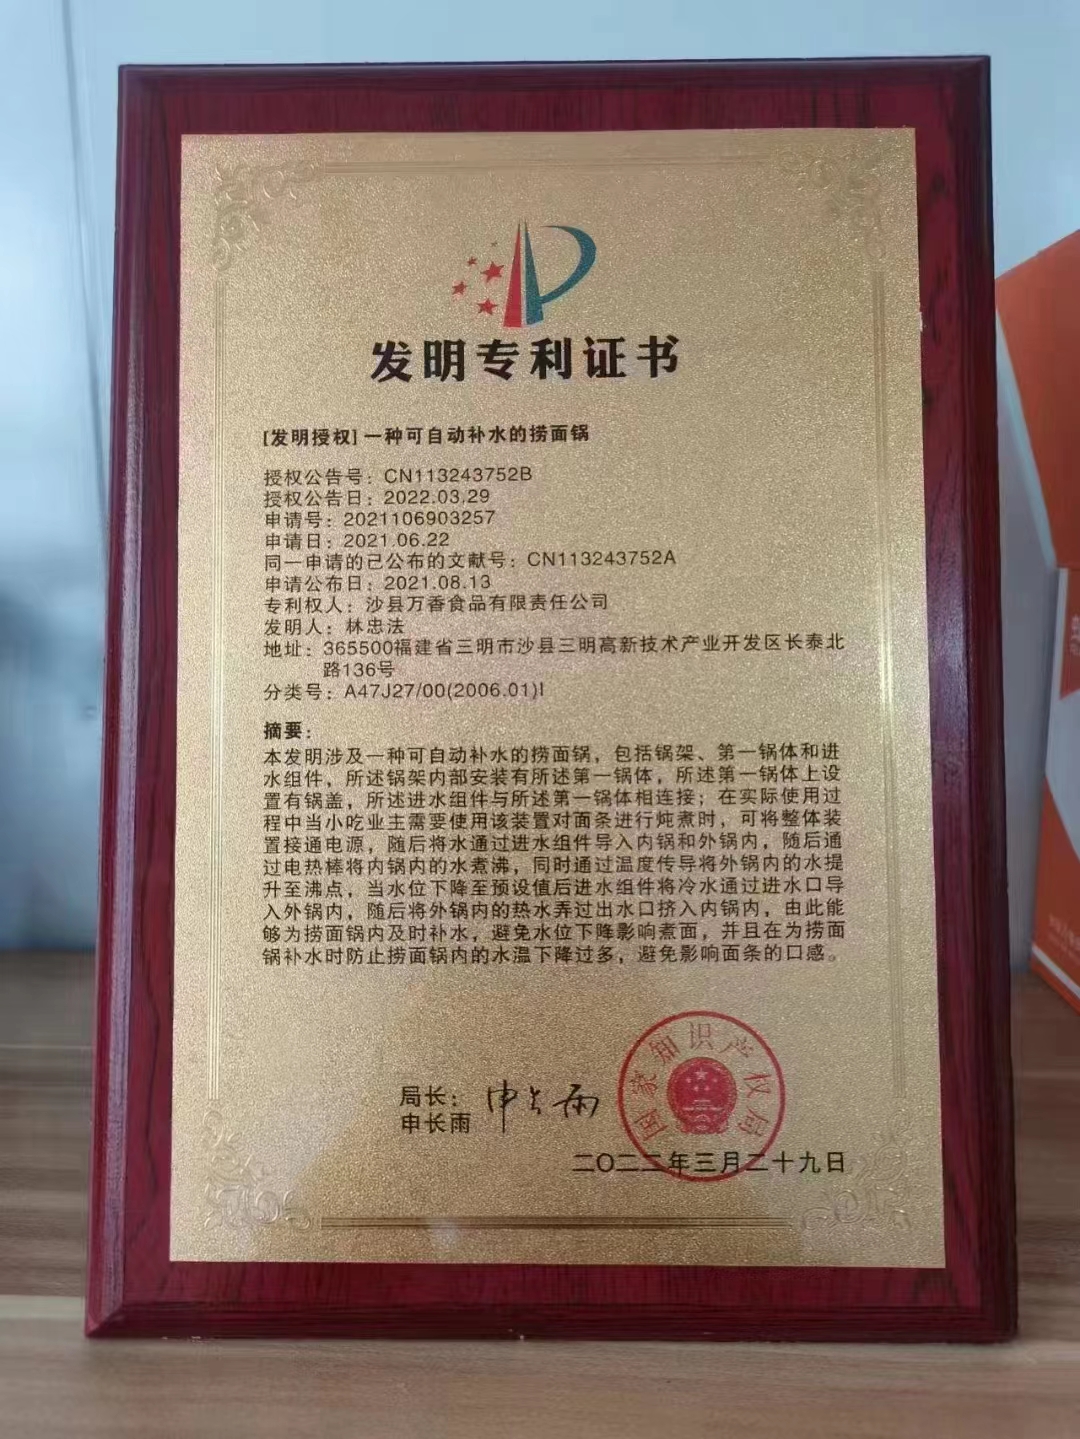 发明专利证书
[发明授权] 一种可自动补水的捞面锅
授权公告号：CN113243752B
授权公告日：2022.03.29
申请号：2021106903257
申请日：2021.06.22
同一申请的已公布的文献号：CN113243752A
申请公布日：2021.08.13
专利权人：沙县万香食品有限责任公司
发明人：林忠法
地址：365500福建省三明市沙县三明高新技术产业开发区长泰北
路136号
分类号：A47J27/00(2006.01)I
摘要：
本发明涉及一种可自动补水的捞面锅，包括锅架、第一锅体和进
水组件，所述锅架内部安装有所述第一锅体，所述第一锅体上设
置有锅盖，所述进水组件与所述第一锅体相连接；在实际使用过
程中当小吃业主需要使用该装置对面条进行炖煮时，可将整体装
置接通电源，随后将水通过进水组件导入内锅和外锅内，随后通
过电热棒将内锅内的水煮沸，同时通过温度传导将外锅内的水提
升至沸点，当水位下降至预设值后进水组件将冷水通过进水口导
入外锅内，随后将外锅内的热水弄过出水口挤入内锅内，由此能
够为捞面锅内及时补水，避免水位下降影响煮面，并且在为捞面
锅补水时防止捞面锅内的水温下降过多，避免影响面条的口感。
局长：
申长雨
申长雨
国家知识产权局
二〇二二年三月二十九日